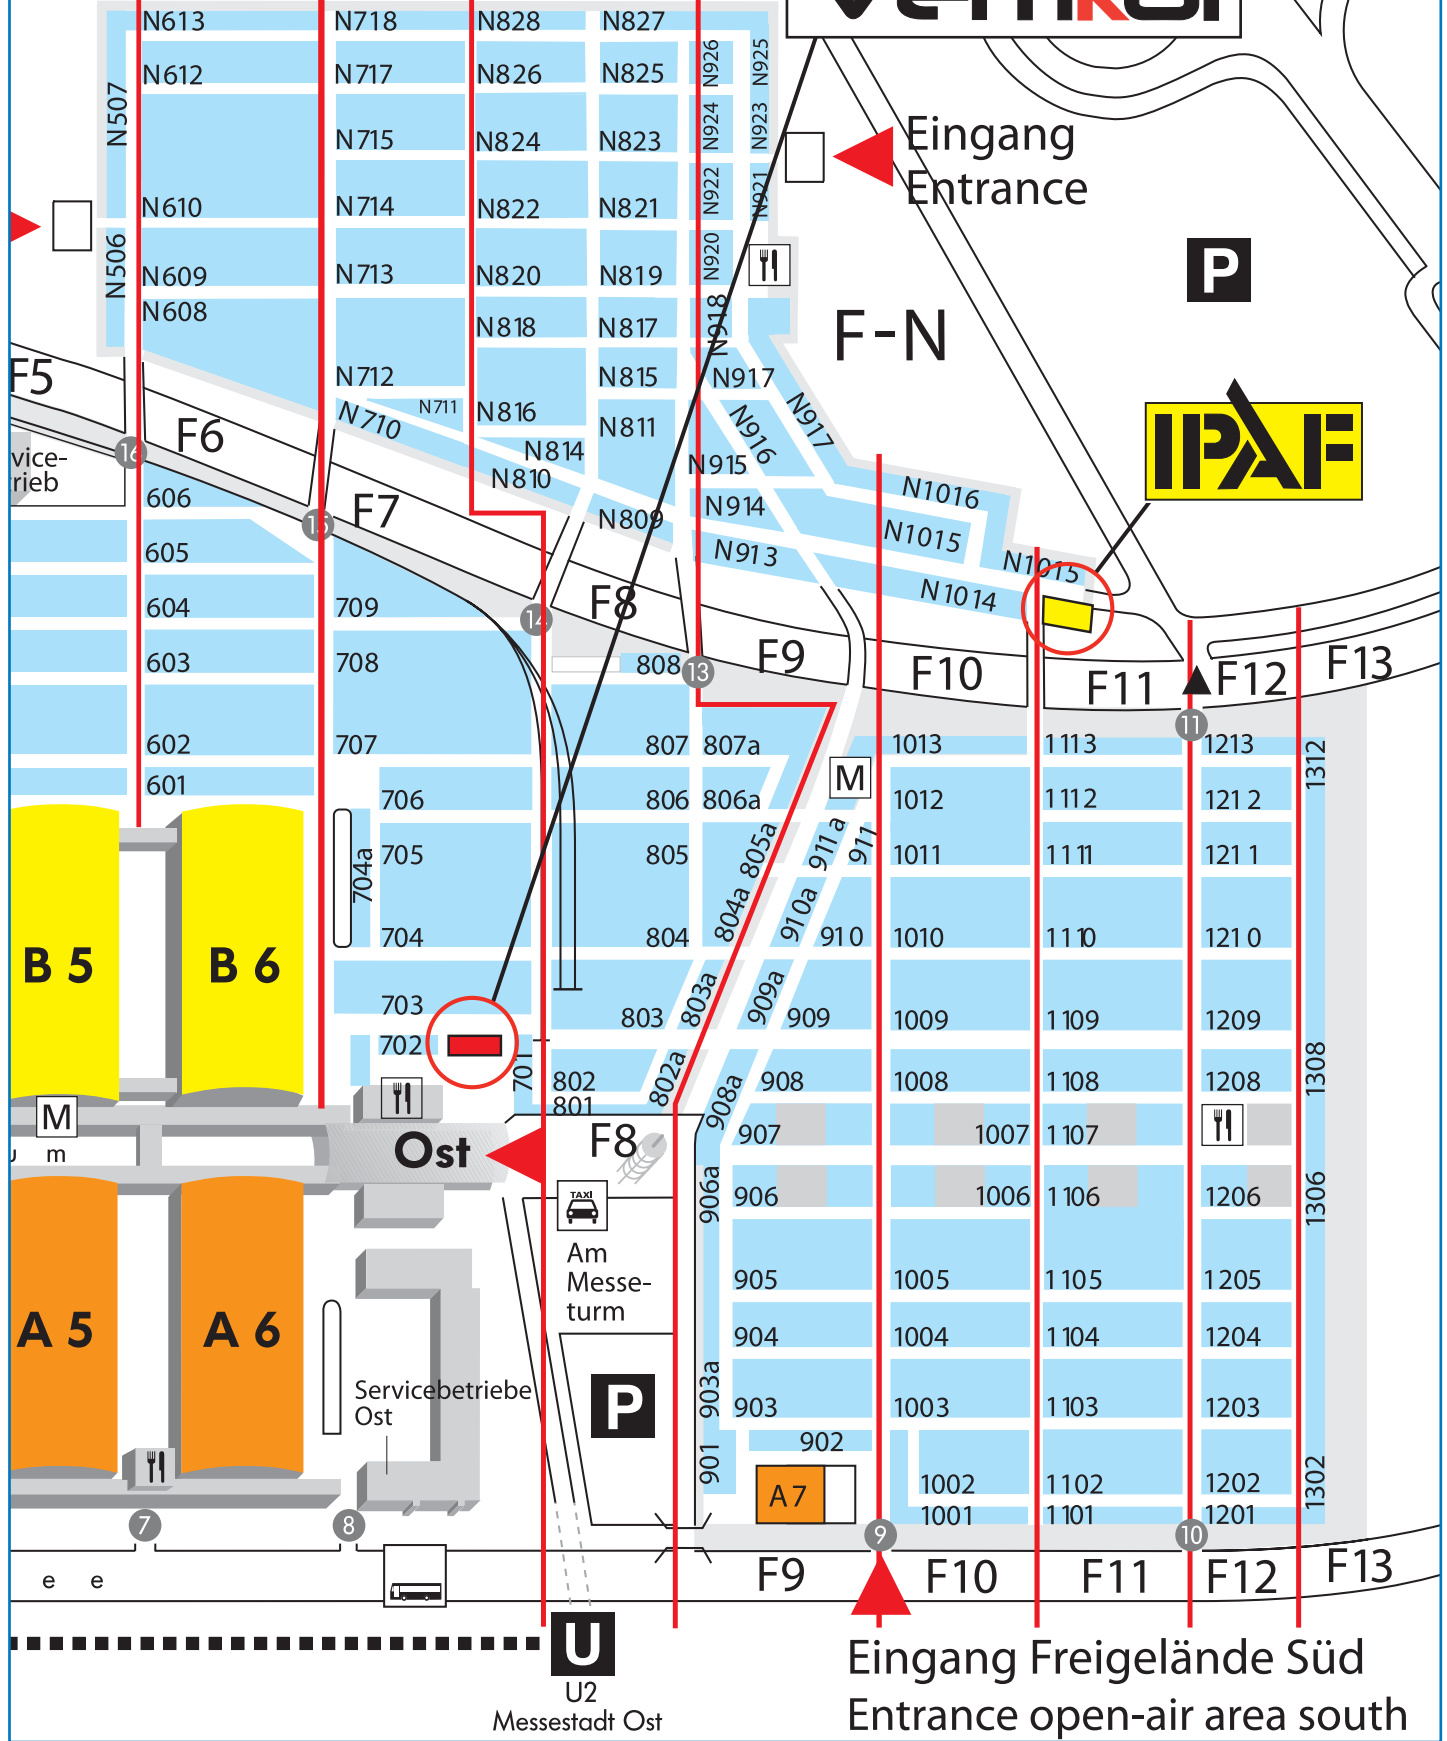 N613 N718 N828 N827
N926 N925
N612 N717 N826 N825
N507
N715 N824 N823 N924 N923
Eingang
Entrance
N610 N714 N822 N821 N922 N921
N506 N609 N713 N820 N819 N920
P
N608 N818 N817 N918
F-N
F5 N712 N815 N917
N711 N816 N917
N710 N811 N916
F6
16
IPAF
vice-
rieb
N814
N810 N915
N1016
606 F7 N809 N914
15
N1015
605 N913 N1015
604 709 F8 N1014
14
603 708 808 13 F9 F10 F11 F12 F13
11
602 707 807 807a 1013 1113 1213 1312
M
601 706 806 806a 1012 1112 1212
705 805 805a 911a 911 1011 1111 1211
704a
704 804 804a 910a 910 1010 1110 1210
B 5 B 6
703 803 803a 909a 909 1009 1109 1209
702 701
802 802a 908a 908 1008 1108 1208 1308
801
M
Ost F8 907 1007 1107
u m
906a 906 1006 1106 1206 1306
TAXI
Am
Messe-
turm
905 1005 1105 1205
A 5 A 6
904 1004 1104 1204
Servicebetriebe
Ost
P
903a 903 1003 1103 1203
902
901 A7 1002 1102 1202 1302
1001 1101 1201
7 8 9 10
e e
F9 F10 F11 F12 F13
U
U2
Messestadt Ost
Eingang Freigelände Süd
Entrance open-air area south